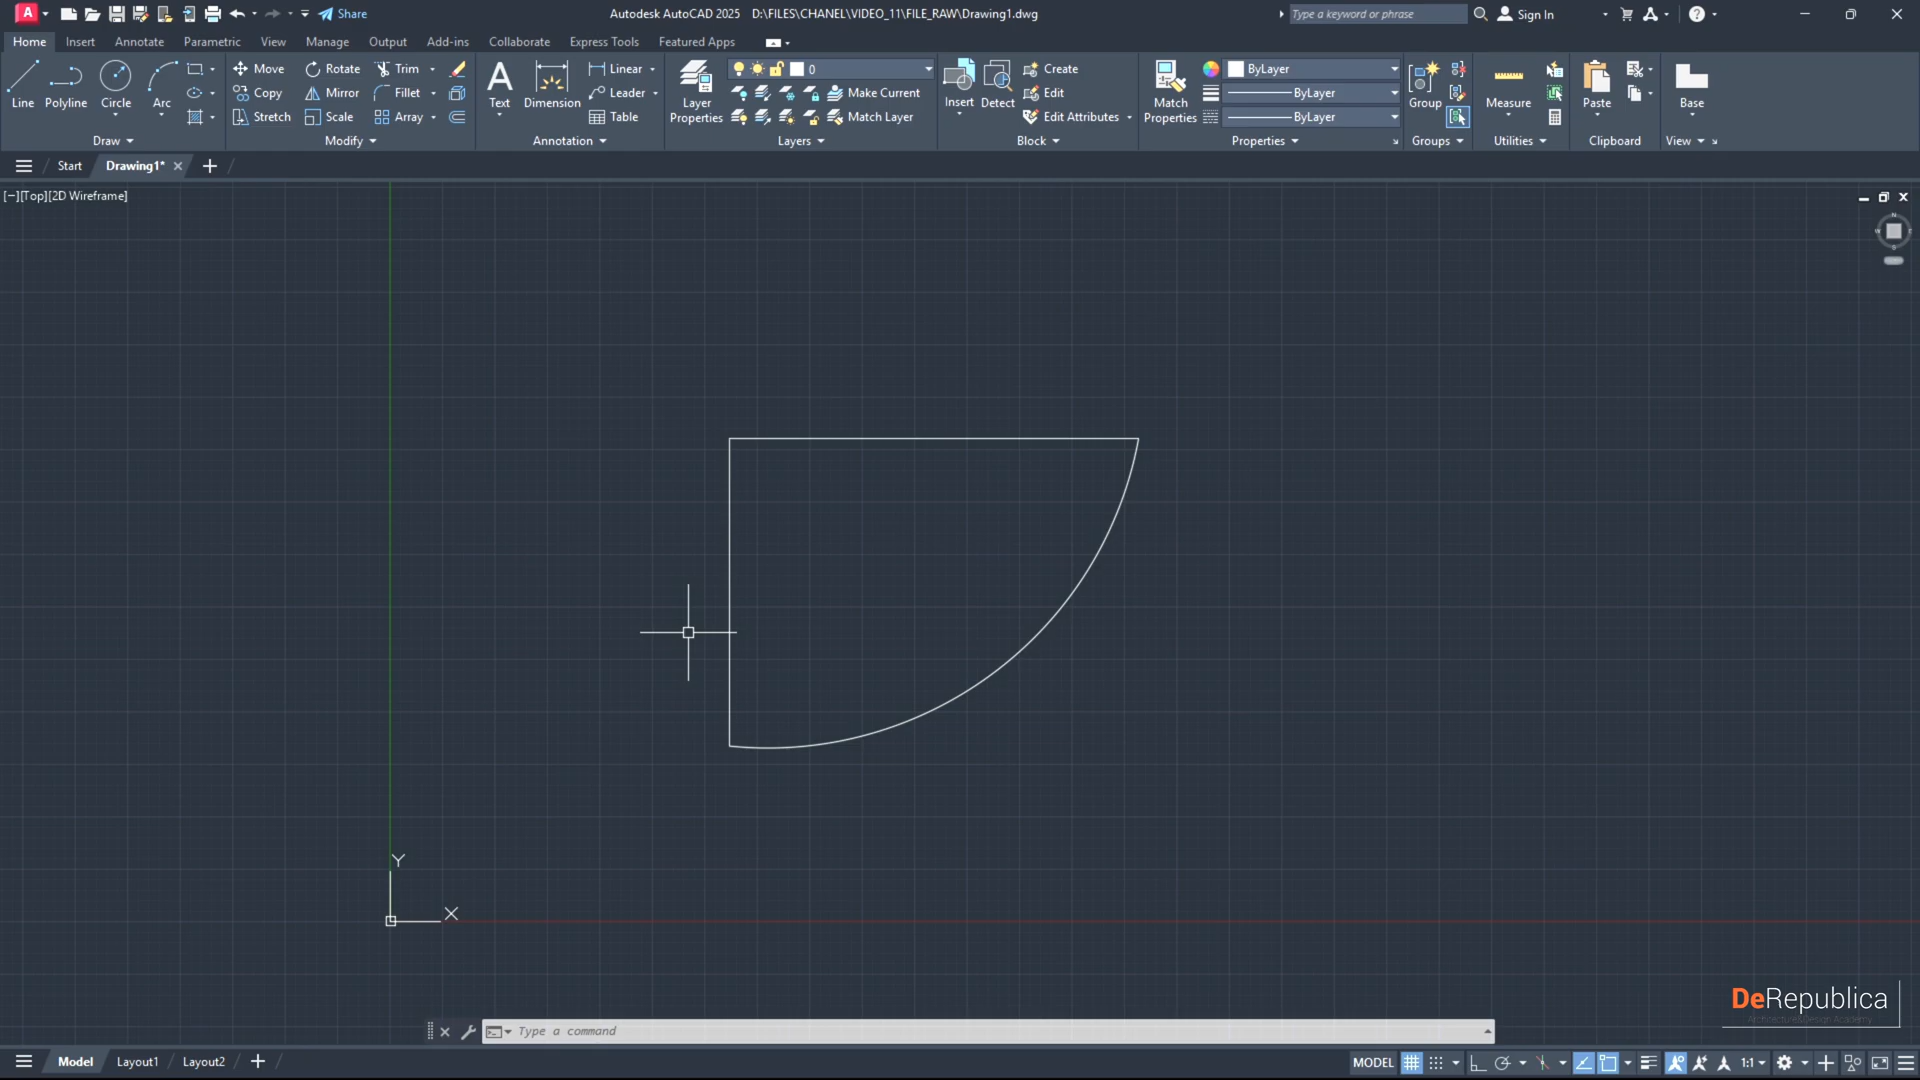 A Share Autodesk AutoCAD 2025 D:\FILES\CHANEL\VIDEO_11\FILE_RAW\Drawing1.dwg Type a keyword or phrase Sign In
Home Insert Annotate Parametric View Manage Output Add-ins Collaborate Express Tools Featured Apps
Line Polyline Circle Arc
Draw
Move Rotate Trim
Copy Mirror Fillet
Stretch Scale Array
Modify
Text Dimension
Linear
Leader
Table
Annotation
Layer Properties
0
Make Current
Match Layer
Layers
Insert Detect
Create
Edit
Edit Attributes
Block
Match Properties
ByLayer
ByLayer
ByLayer
Properties
Group
Groups
Measure
Utilities
Paste
Clipboard
Base
View
Start Drawing1*
[−][Top][2D Wireframe]
Y
X
DeRepublica
Type a command
Model Layout1 Layout2 MODEL 1:1